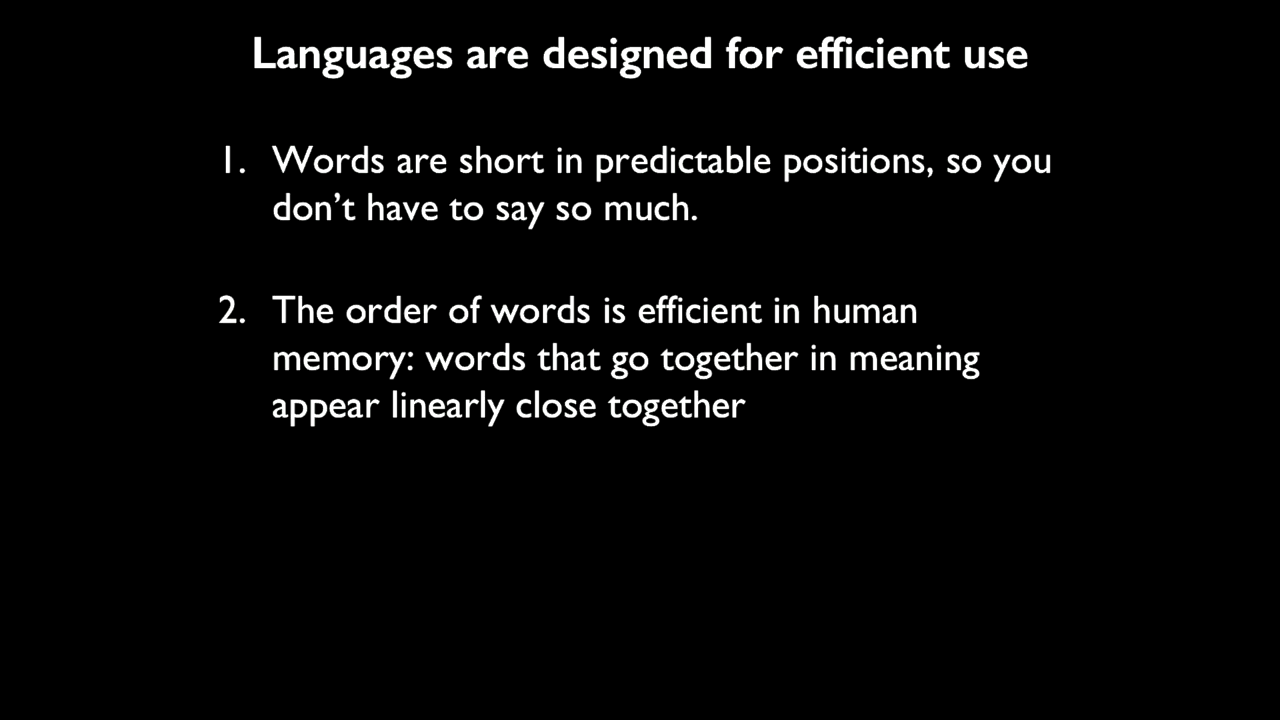 Languages are designed for efficient use
1. Words are short in predictable positions, so you
don’t have to say so much.
2. The order of words is efficient in human
memory: words that go together in meaning
appear linearly close together